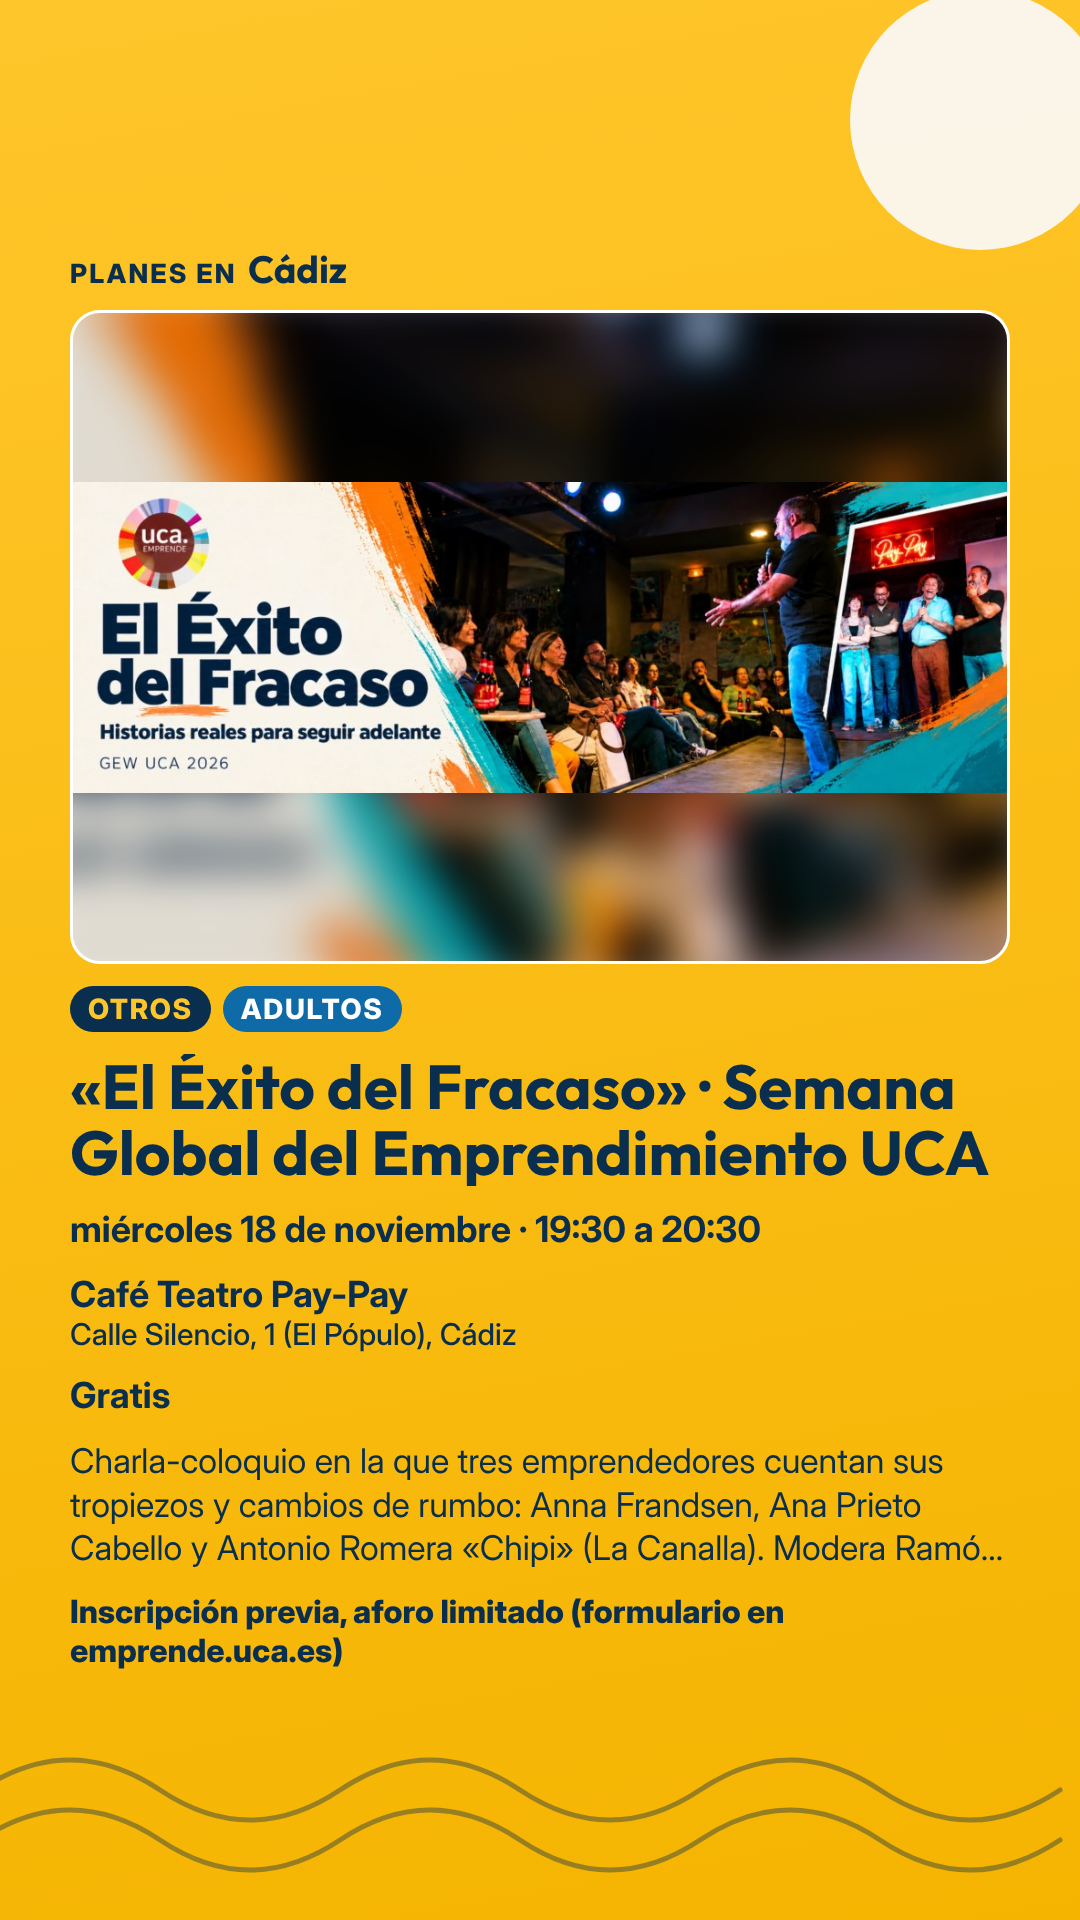 PLANES EN Cádiz
uca.
EMPRENDE
El Éxito
del Fracaso
Historias reales para seguir adelante
GEW UCA 2026
Pay-Pay
OTROS
ADULTOS
«El Éxito del Fracaso» · Semana
Global del Emprendimiento UCA
miércoles 18 de noviembre · 19:30 a 20:30
Café Teatro Pay-Pay
Calle Silencio, 1 (El Pópulo), Cádiz
Gratis
Charla-coloquio en la que tres emprendedores cuentan sus
tropiezos y cambios de rumbo: Anna Frandsen, Ana Prieto
Cabello y Antonio Romera «Chipi» (La Canalla). Modera Ramó...
Inscripción previa, aforo limitado (formulario en
emprende.uca.es)